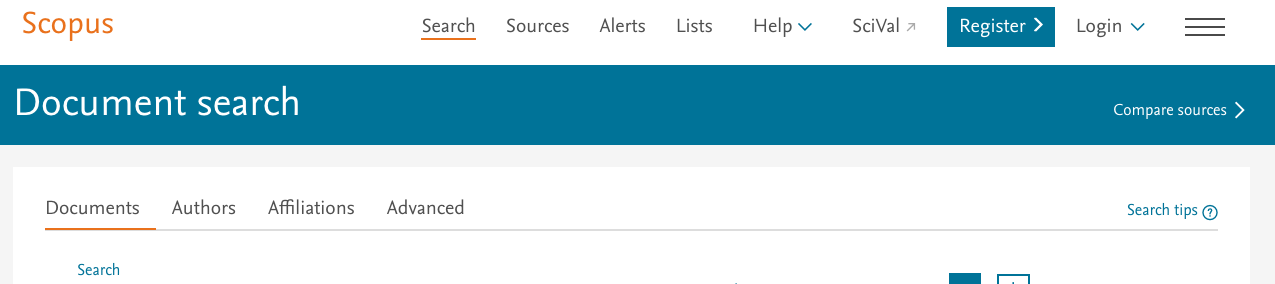 Scopus Search Sources Alerts Lists Help SciVal Register Login
Document search
Compare sources
Documents Authors Affiliations Advanced
Search tips
Search